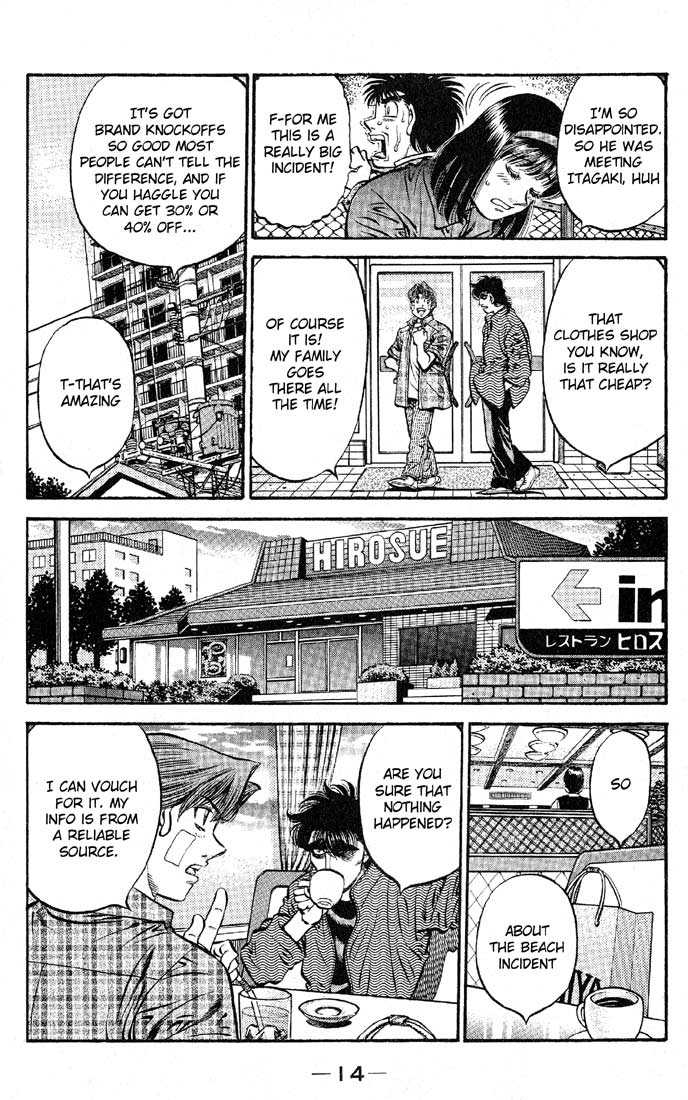 I'M SO
DISAPPOINTED.
SO HE WAS
MEETING
ITAGAKI, HUH
F-FOR ME
THIS IS A
REALLY BIG
INCIDENT!
THAT
CLOTHES SHOP
YOU KNOW,
IS IT REALLY
THAT CHEAP?
OF COURSE
IT IS!
MY FAMILY
GOES
THERE ALL
THE TIME!
IT'S GOT
BRAND KNOCKOFFS
SO GOOD MOST
PEOPLE CAN'T TELL THE
DIFFERENCE, AND IF
YOU HAGGLE YOU
CAN GET 30% OR
40% OFF...
T-THAT'S
AMAZING
HIROSUE
in
レストラン ヒロス
SO
ABOUT
THE BEACH
INCIDENT
IYA
ARE YOU
SURE THAT
NOTHING
HAPPENED?
I CAN VOUCH
FOR IT. MY
INFO IS FROM
A RELIABLE
SOURCE.
—14—